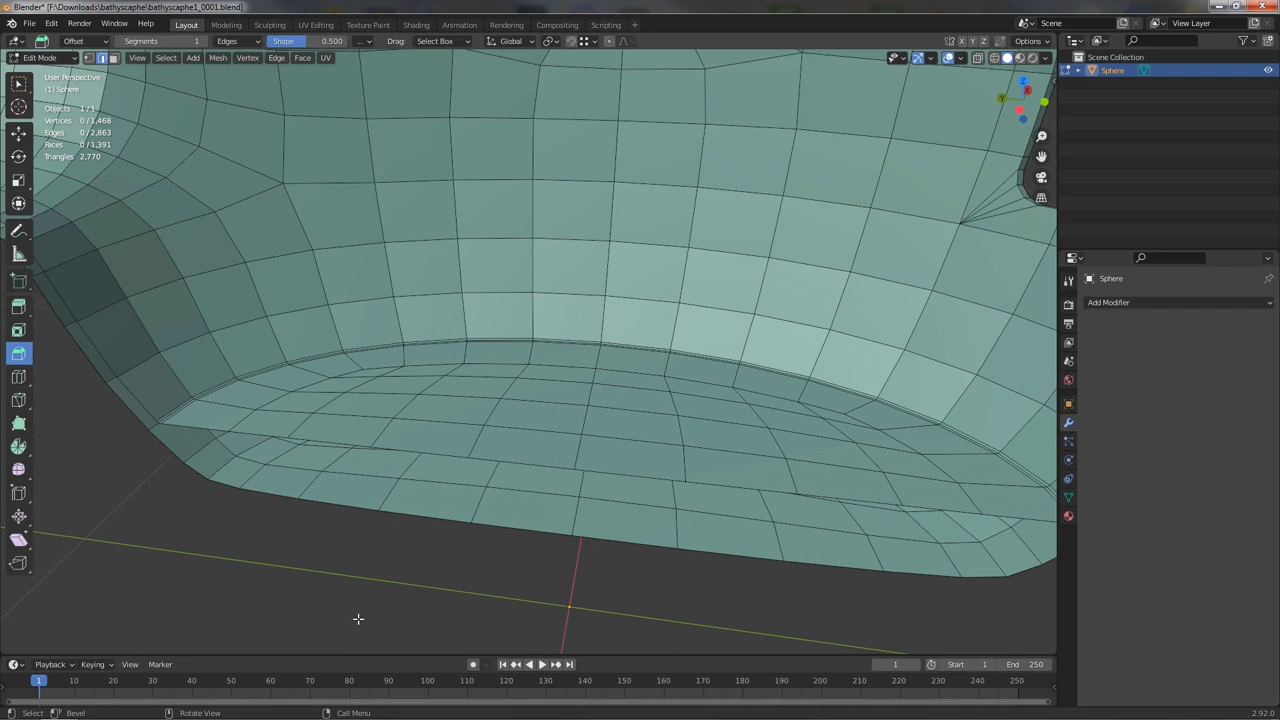 Blender* [F:\Downloads\bathyscaphe\bathyscaphe1_0001.blend]
File Edit Render Window Help Layout Modeling Sculpting UV Editing Texture Paint Shading Animation Rendering Compositing Scripting Scene View Layer
Offset Segments 1 Edges Shape 0.500 ... Drag: Select Box Global X Y Z Options
Edit Mode View Select Add Mesh Vertex Edge Face UV
Scene Collection
Sphere
User Perspective
(1) Sphere
Objects 1/1
Vertices 0/1,468
Edges 0/2,863
Faces 0/1,391
Triangles 2,770
Z
X
Y
Sphere
Add Modifier
Playback Keying View Marker 1 Start 1 End 250
1 10 20 30 40 50 60 70 80 90 100 110 120 130 140 150 160 170 180 190 200 210 220 230 240 250
Select Bevel Rotate View Call Menu 2.92.0